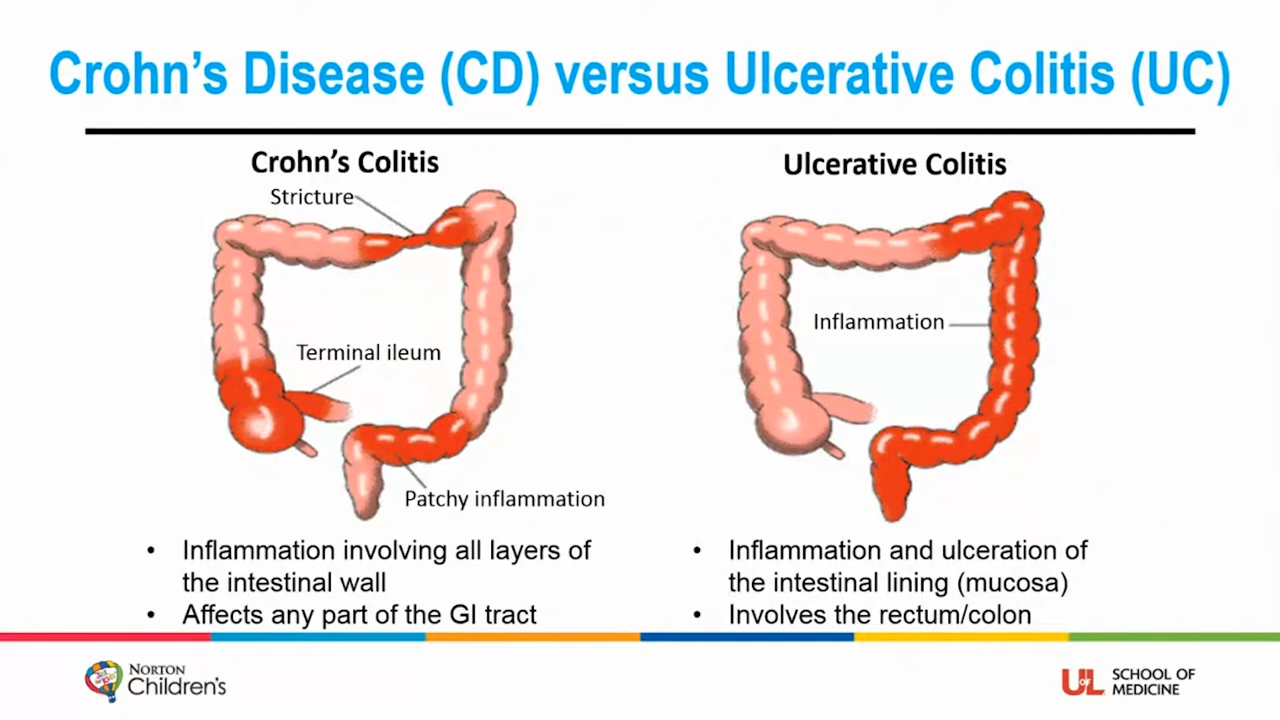 Crohn's Disease (CD) versus Ulcerative Colitis (UC)
Crohn's Colitis
Stricture
Terminal ileum
Patchy inflammation
• Inflammation involving all layers of
the intestinal wall
• Affects any part of the GI tract
Ulcerative Colitis
Inflammation
• Inflammation and ulceration of
the intestinal lining (mucosa)
• Involves the rectum/colon
NORTON
Children's
UofL SCHOOL OF
MEDICINE